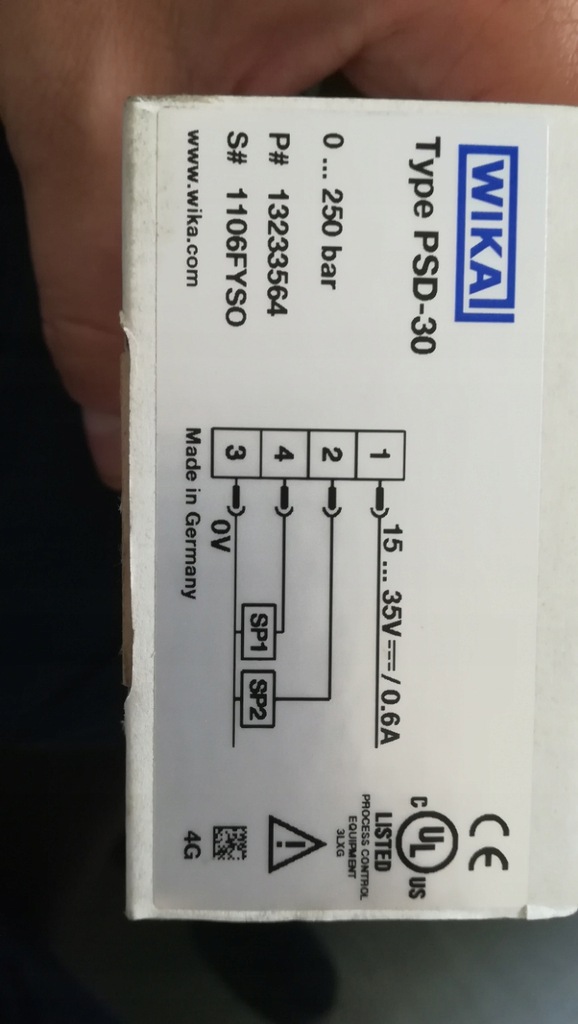 WIKA
Type PSD-30
0 ... 250 bar
P# 13233564
S# 1106FYSO
www.wika.com
1
2
4
3
15 ... 35V⎓ / 0.6A
0V
SP1
SP2
Made in Germany
CE
C UL US
LISTED
PROCESS CONTROL
EQUIPMENT
3LXG
4G